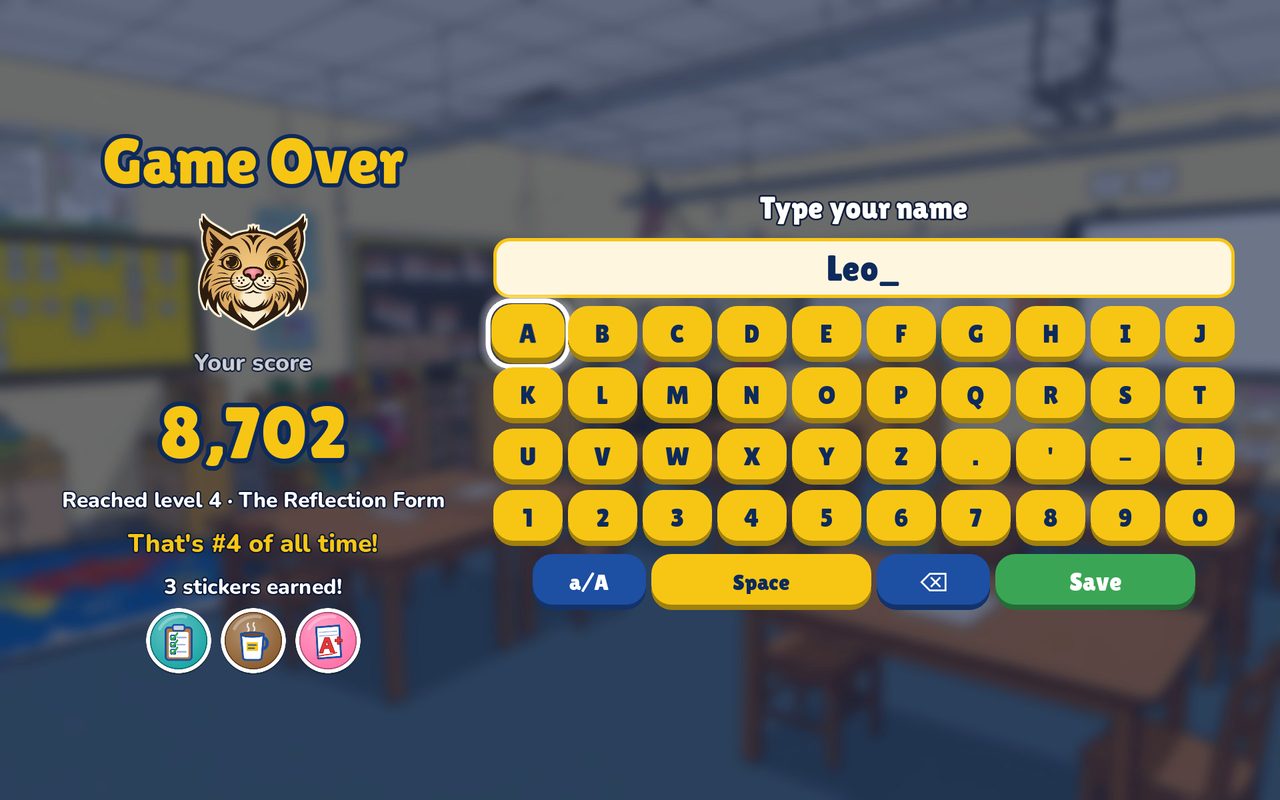 Game Over
Your score
8,702
Reached level 4 · The Reflection Form
That's #4 of all time!
3 stickers earned!
A+
Type your name
Leo_
A B C D E F G H I J
K L M N O P Q R S T
U V W X Y Z . ' – !
1 2 3 4 5 6 7 8 9 0
a/A Space Save